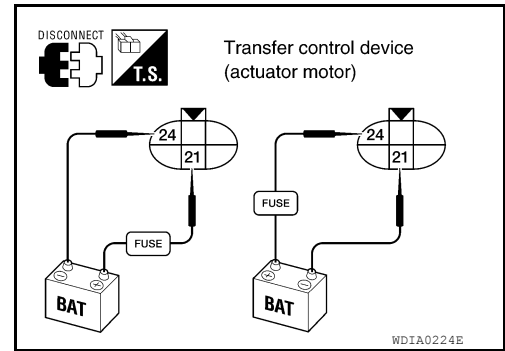 DISCONNECT
T.S.
Transfer control device
(actuator motor)
24
21
FUSE
BAT
24
21
FUSE
BAT
WDIA0224E